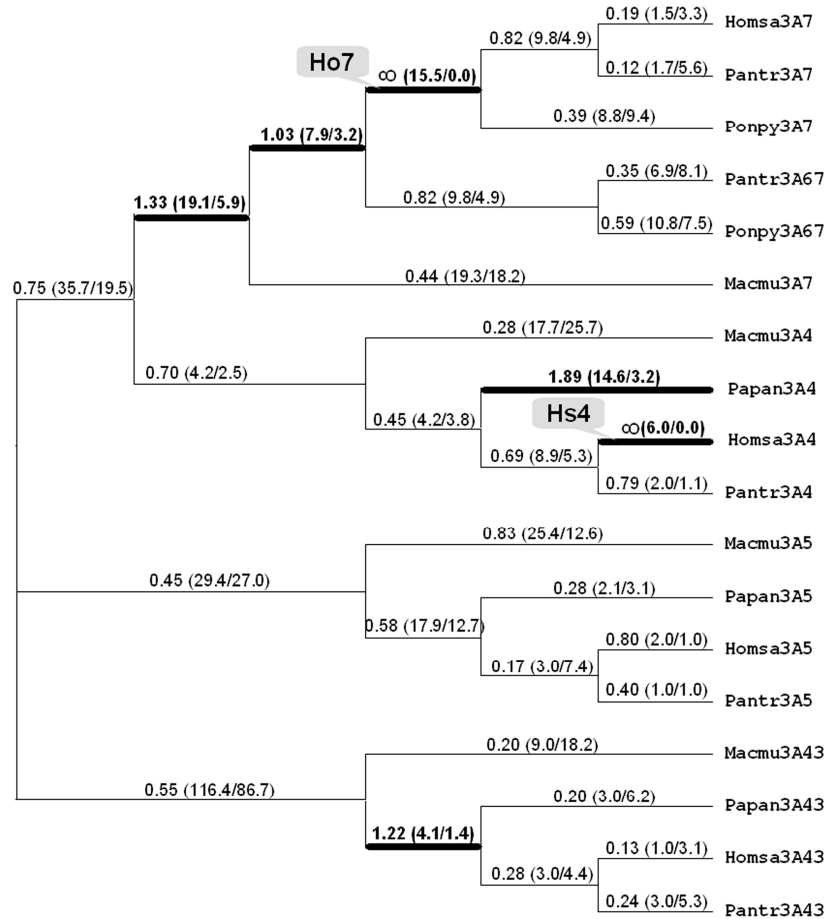 0.19 (1.5/3.3)
Homsa3A7
0.82 (9.8/4.9)
Ho7
∞ (15.5/0.0)
0.12 (1.7/5.6)
Pantr3A7
0.39 (8.8/9.4)
Ponpy3A7
1.03 (7.9/3.2)
0.35 (6.9/8.1)
Pantr3A67
0.82 (9.8/4.9)
1.33 (19.1/5.9)
0.59 (10.8/7.5)
Ponpy3A67
0.44 (19.3/18.2)
Macmu3A7
0.75 (35.7/19.5)
0.28 (17.7/25.7)
Macmu3A4
0.70 (4.2/2.5)
1.89 (14.6/3.2)
Papan3A4
0.45 (4.2/3.8)
Hs4
∞(6.0/0.0)
Homsa3A4
0.69 (8.9/5.3)
0.79 (2.0/1.1)
Pantr3A4
0.83 (25.4/12.6)
Macmu3A5
0.45 (29.4/27.0)
0.28 (2.1/3.1)
Papan3A5
0.58 (17.9/12.7)
0.80 (2.0/1.0)
Homsa3A5
0.17 (3.0/7.4)
0.40 (1.0/1.0)
Pantr3A5
0.20 (9.0/18.2)
Macmu3A43
0.55 (116.4/86.7)
0.20 (3.0/6.2)
Papan3A43
1.22 (4.1/1.4)
0.13 (1.0/3.1)
Homsa3A43
0.28 (3.0/4.4)
0.24 (3.0/5.3)
Pantr3A43